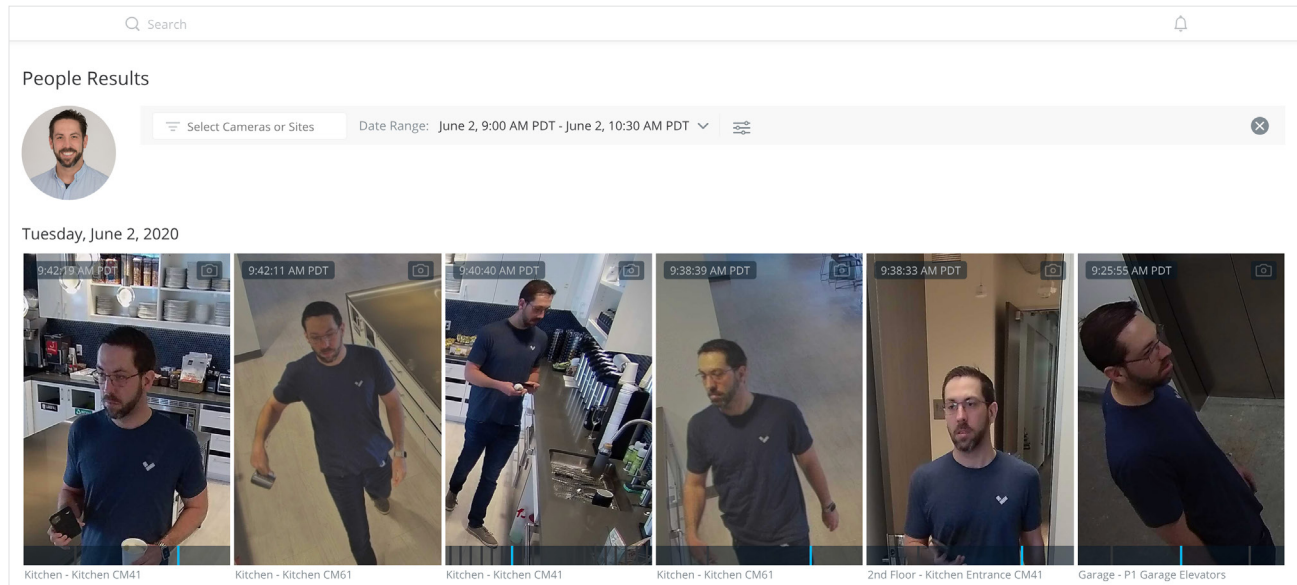 Search
People Results
Select Cameras or Sites
Date Range: June 2, 9:00 AM PDT - June 2, 10:30 AM PDT
Tuesday, June 2, 2020
9:42:19 AM PDT
9:42:11 AM PDT
9:40:40 AM PDT
9:38:39 AM PDT
9:38:33 AM PDT
9:25:55 AM PDT
Kitchen - Kitchen CM41
Kitchen - Kitchen CM61
Kitchen - Kitchen CM41
Kitchen - Kitchen CM61
2nd Floor - Kitchen Entrance CM41
Garage - P1 Garage Elevators